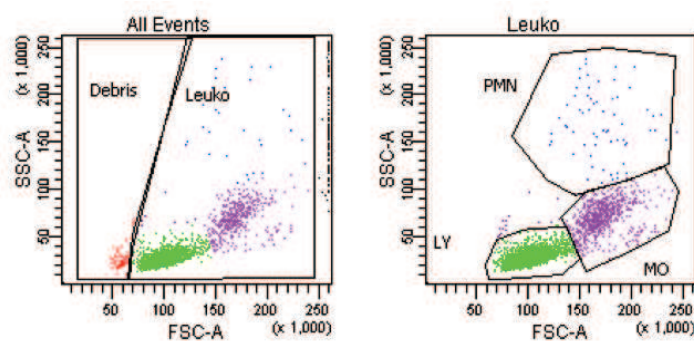 All Events
Leuko
SSC-A
(x 1,000)
250
200
150
100
50
Debris
Leuko
50
100
150
200
250
FSC-A
(x 1,000)
SSC-A
(x 1,000)
250
200
150
100
50
PMN
LY
MO
50
100
150
200
250
FSC-A
(x 1,000)